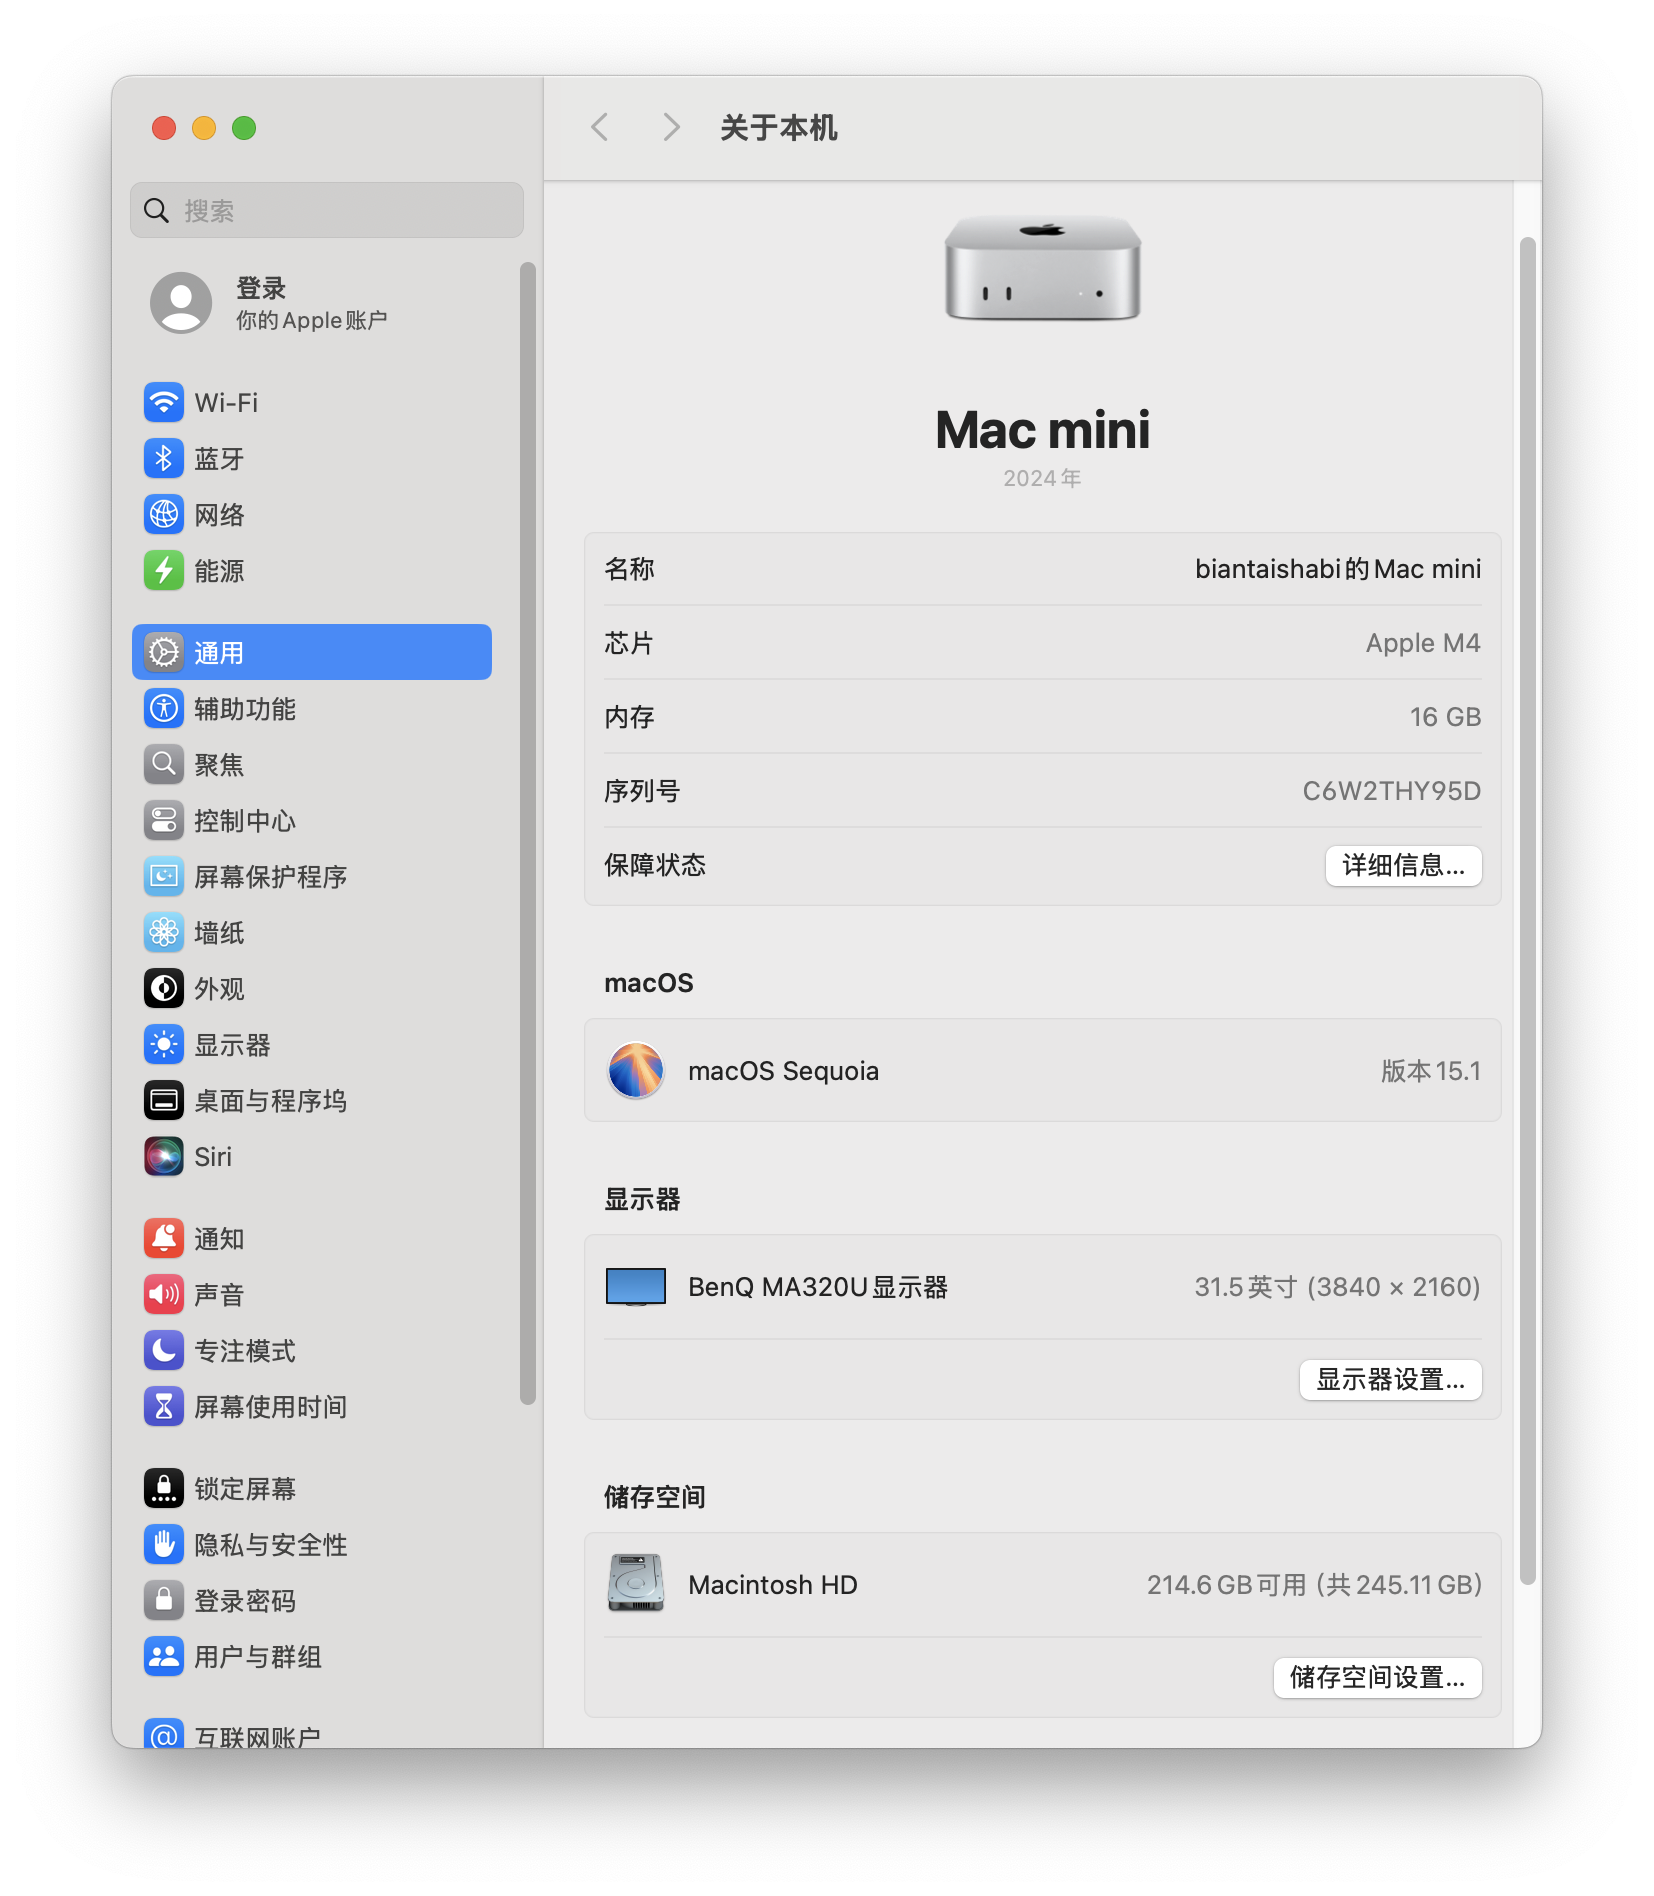 关于本机
搜索
登录
你的Apple账户
Wi-Fi
蓝牙
网络
能源
通用
辅助功能
聚焦
控制中心
屏幕保护程序
墙纸
外观
显示器
桌面与程序坞
Siri
通知
声音
专注模式
屏幕使用时间
锁定屏幕
隐私与安全性
登录密码
用户与群组
互联网账户
Mac mini
2024年
名称 biantaishabi的Mac mini
芯片 Apple M4
内存 16 GB
序列号 C6W2THY95D
保障状态 详细信息...
macOS
macOS Sequoia 版本15.1
显示器
BenQ MA320U显示器 31.5英寸 (3840 × 2160)
显示器设置...
储存空间
Macintosh HD 214.6 GB可用 (共245.11 GB)
储存空间设置...